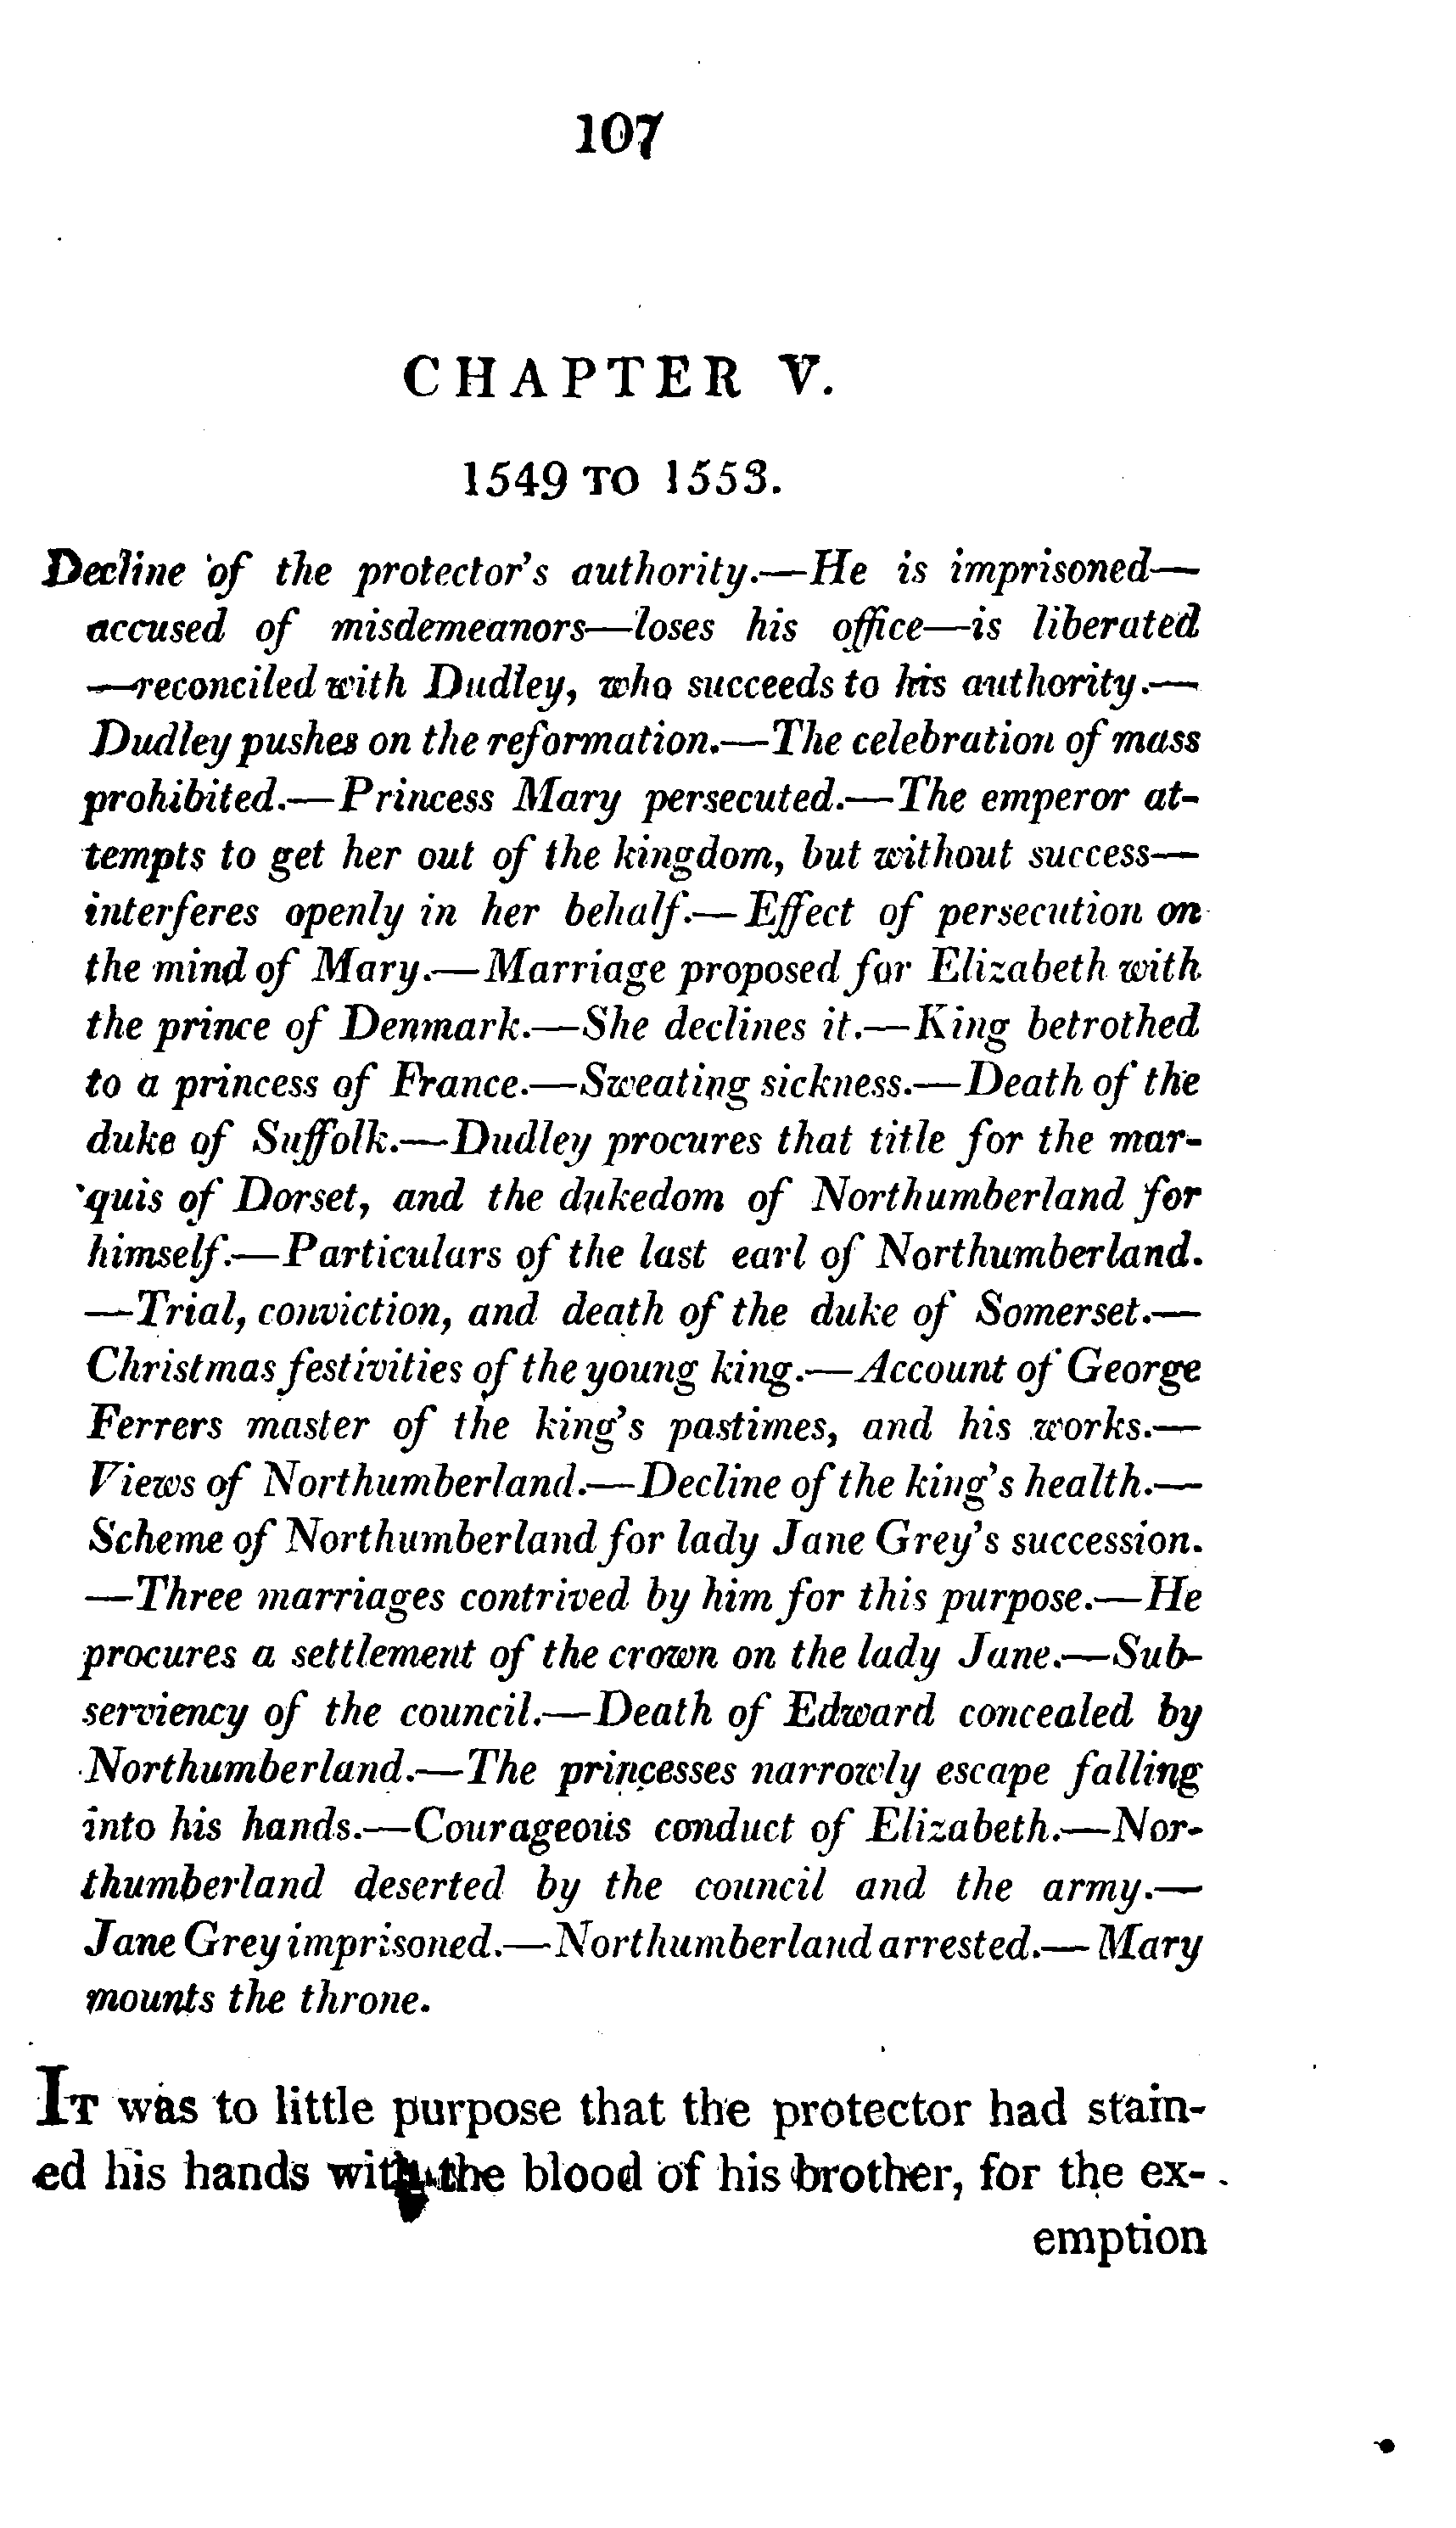 107
CHAPTER V.
1549 TO 1553.
Decline of the protector's authority.—He is imprisoned—
accused of misdemeanors—loses his office—is liberated
—reconciled with Dudley, who succeeds to his authority.—
Dudley pushes on the reformation.—The celebration of mass
prohibited.—Princess Mary persecuted.—The emperor at-
tempts to get her out of the kingdom, but without success—
interferes openly in her behalf.—Effect of persecution on
the mind of Mary.—Marriage proposed for Elizabeth with
the prince of Denmark.—She declines it.—King betrothed
to a princess of France.—Sweating sickness.—Death of the
duke of Suffolk.—Dudley procures that title for the mar-
quis of Dorset, and the dukedom of Northumberland for
himself.—Particulars of the last earl of Northumberland.
—Trial, conviction, and death of the duke of Somerset.—
Christmas festivities of the young king.—Account of George
Ferrers master of the king's pastimes, and his works.—
Views of Northumberland.—Decline of the king's health.—
Scheme of Northumberland for lady Jane Grey's succession.
—Three marriages contrived by him for this purpose.—He
procures a settlement of the crown on the lady Jane.—Sub-
serviency of the council.—Death of Edward concealed by
Northumberland.—The princesses narrowly escape falling
into his hands.—Courageous conduct of Elizabeth.—Nor-
thumberland deserted by the council and the army.—
Jane Grey imprisoned.—Northumberland arrested.—Mary
mounts the throne.
IT was to little purpose that the protector had stain-
ed his hands with the blood of his brother, for the ex-
emption